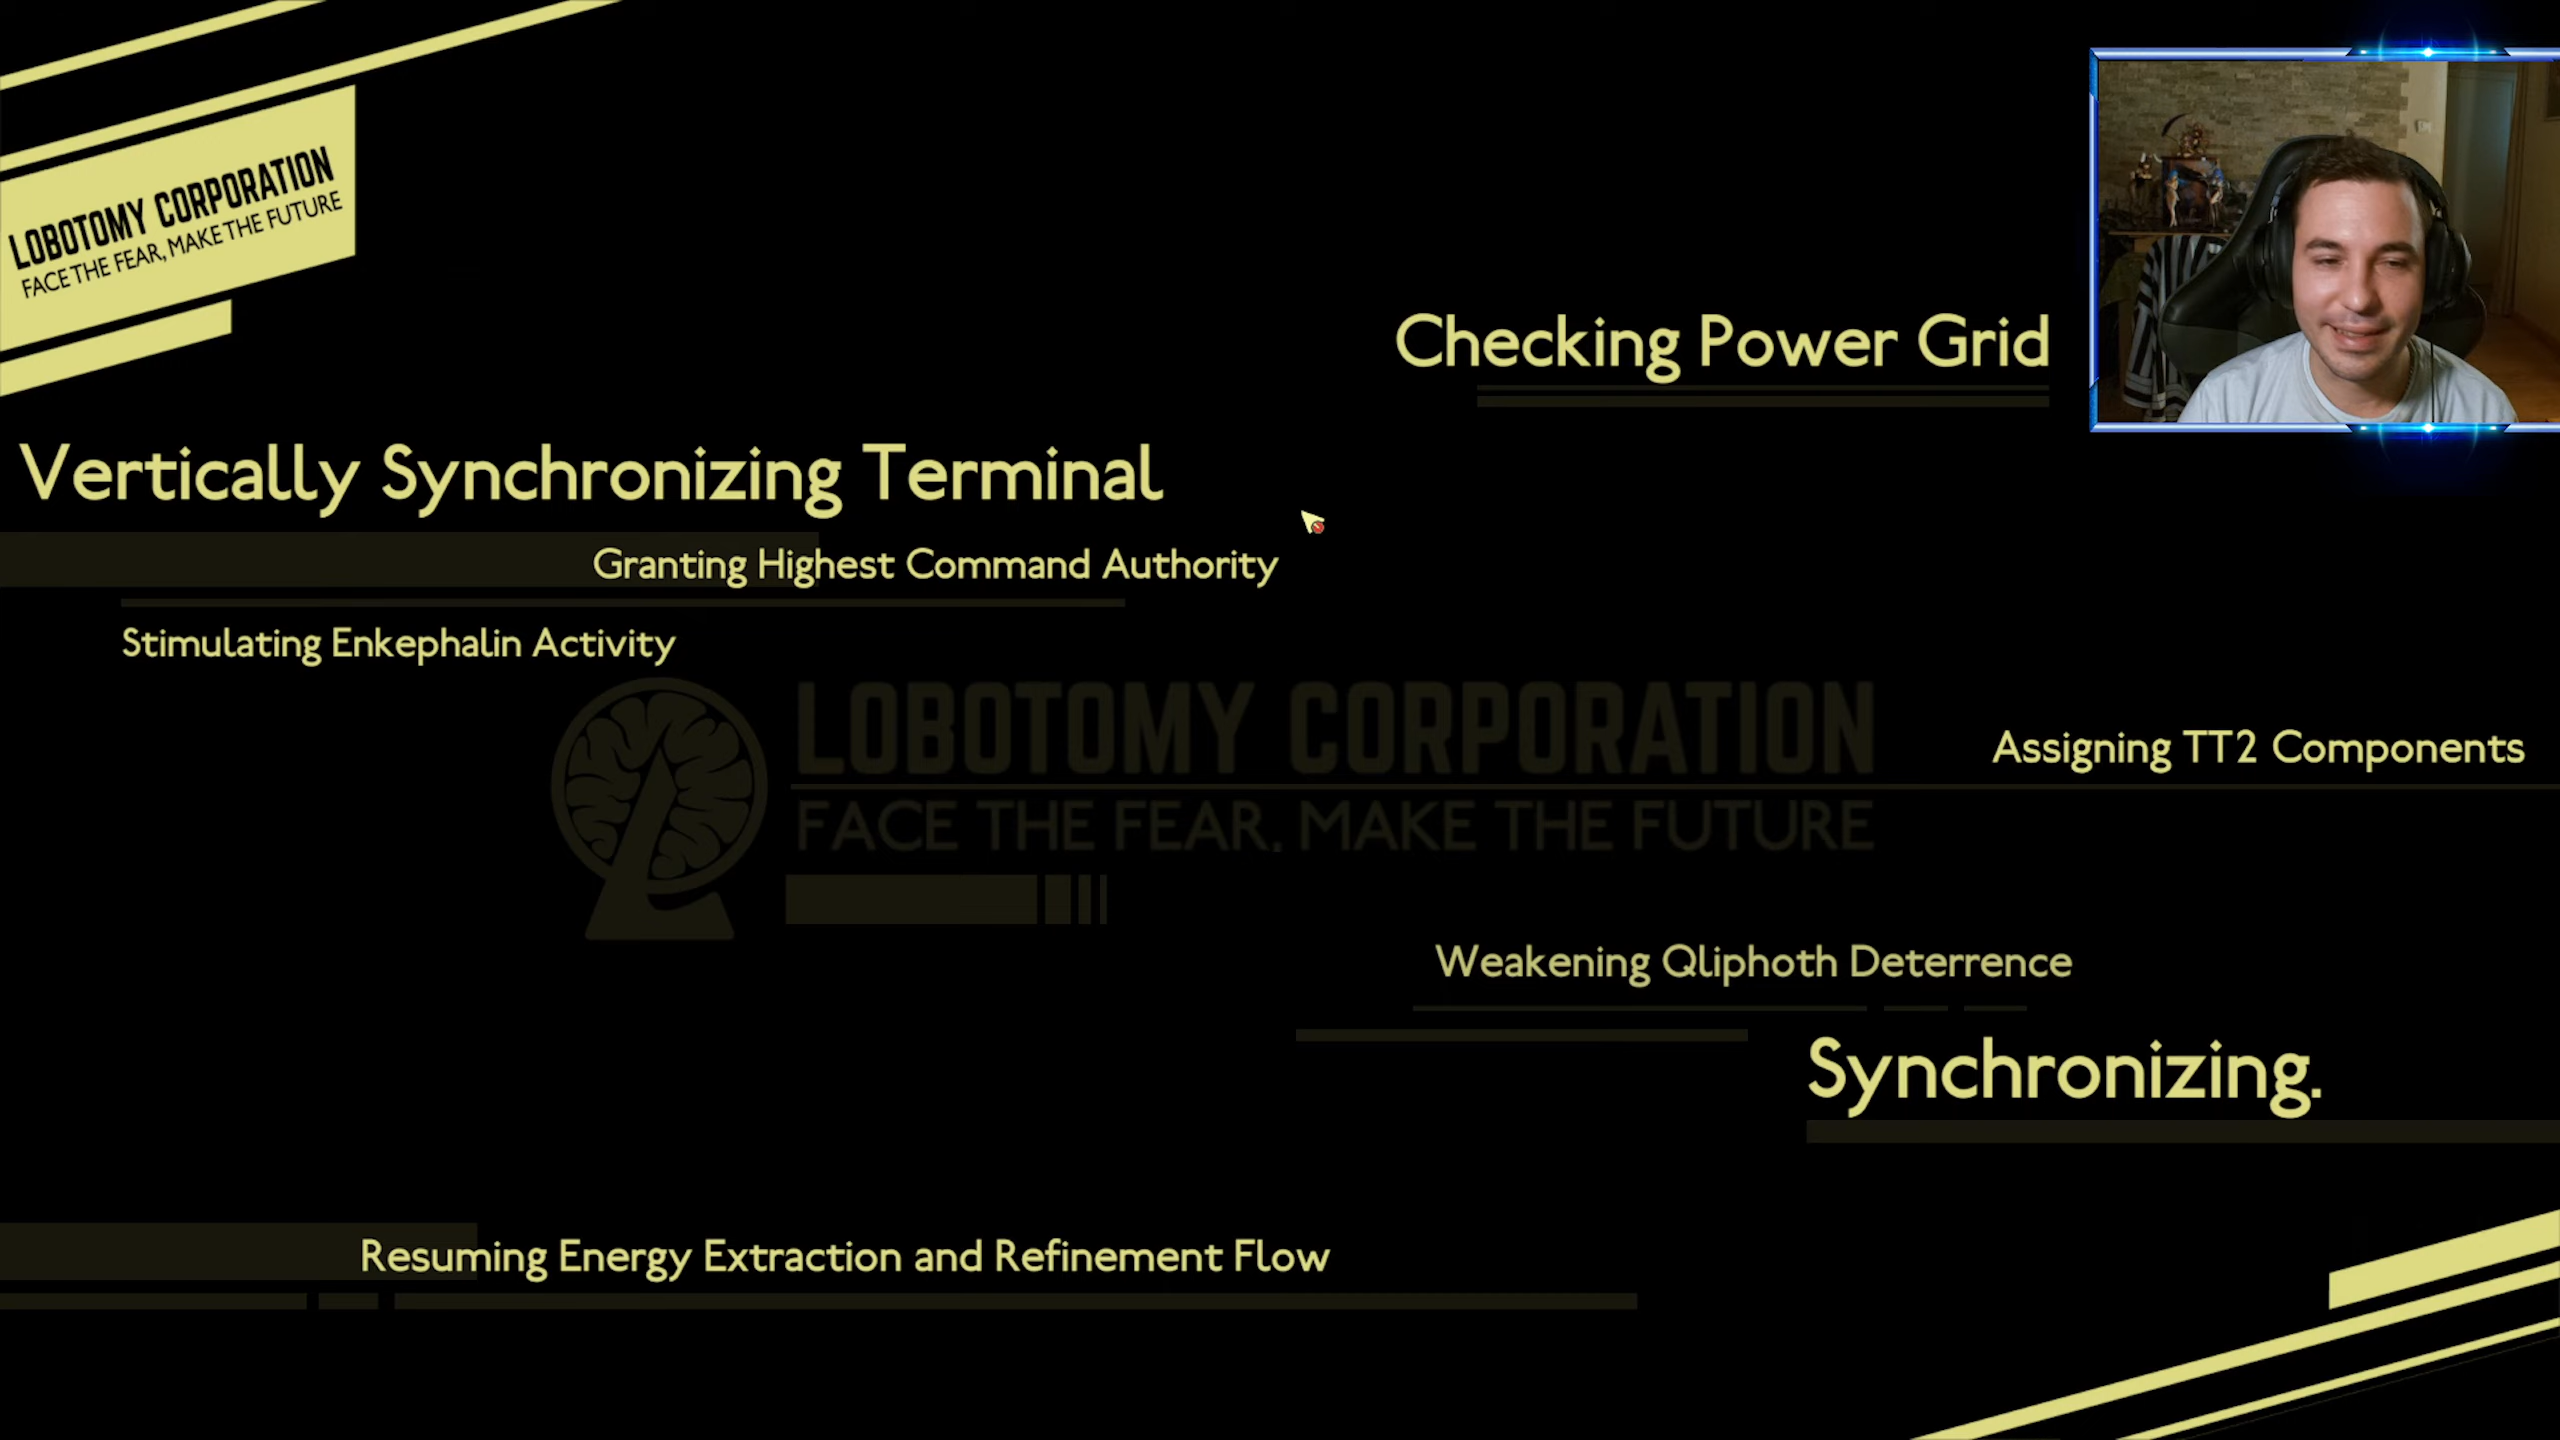 LOBOTOMY CORPORATION
FACE THE FEAR, MAKE THE FUTURE
Checking Power Grid
Vertically Synchronizing Terminal
Granting Highest Command Authority
Stimulating Enkephalin Activity
LOBOTOMY CORPORATION
Assigning TT2 Components
FACE THE FEAR, MAKE THE FUTURE
Weakening Qliphoth Deterrence
Synchronizing.
Resuming Energy Extraction and Refinement Flow